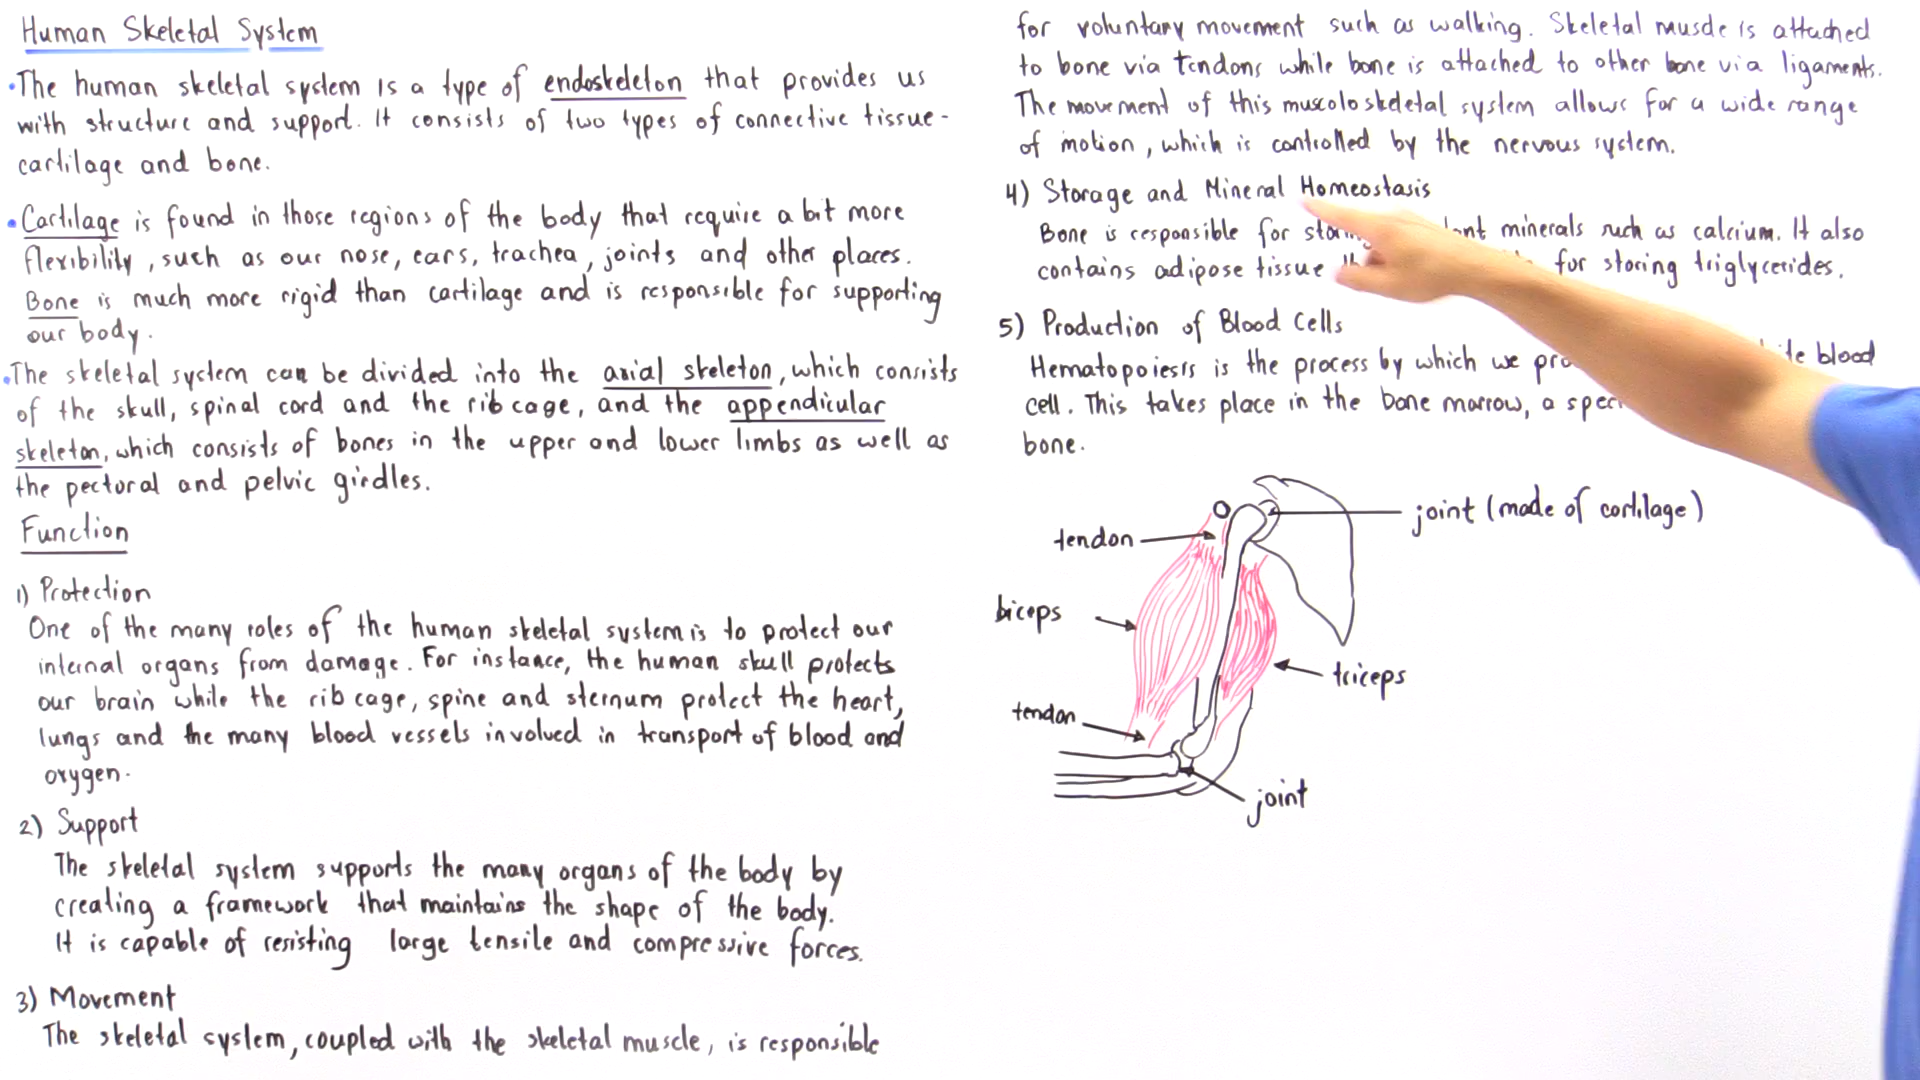 Human Skeletal System
• The human skeletal system is a type of endoskeleton that provides us
with structure and support. It consists of two types of connective tissue -
cartilage and bone.
• Cartilage is found in those regions of the body that require a bit more
flexibility, such as our nose, ears, trachea, joints and other places.
Bone is much more rigid than cartilage and is responsible for supporting
our body.
• The skeletal system can be divided into the axial skeleton, which consists
of the skull, spinal cord and the rib cage, and the appendicular
skeleton, which consists of bones in the upper and lower limbs as well as
the pectoral and pelvic girdles.
Function
1) Protection
One of the many roles of the human skeletal system is to protect our
internal organs from damage. For instance, the human skull protects
our brain while the rib cage, spine and sternum protect the heart,
lungs and the many blood vessels involved in transport of blood and
oxygen.
2) Support
The skeletal system supports the many organs of the body by
creating a framework that maintains the shape of the body.
It is capable of resisting large tensile and compressive forces.
3) Movement
The skeletal system, coupled with the skeletal muscle, is responsible
for voluntary movement such as walking. Skeletal muscle is attached
to bone via tendons while bone is attached to other bone via ligaments.
The movement of this muscoloskeletal system allows for a wide range
of motion, which is controlled by the nervous system.
4) Storage and Mineral Homeostasis
Bone is responsible for minerals such as calcium. It also
contains adipose tissue for storing triglycerides.
5) Production of Blood Cells
Hematopoiesis is the process by which we blood
cell. This takes place in the bone marrow, a
bone.
joint (made of cartilage)
tendon
biceps
triceps
tendon
joint